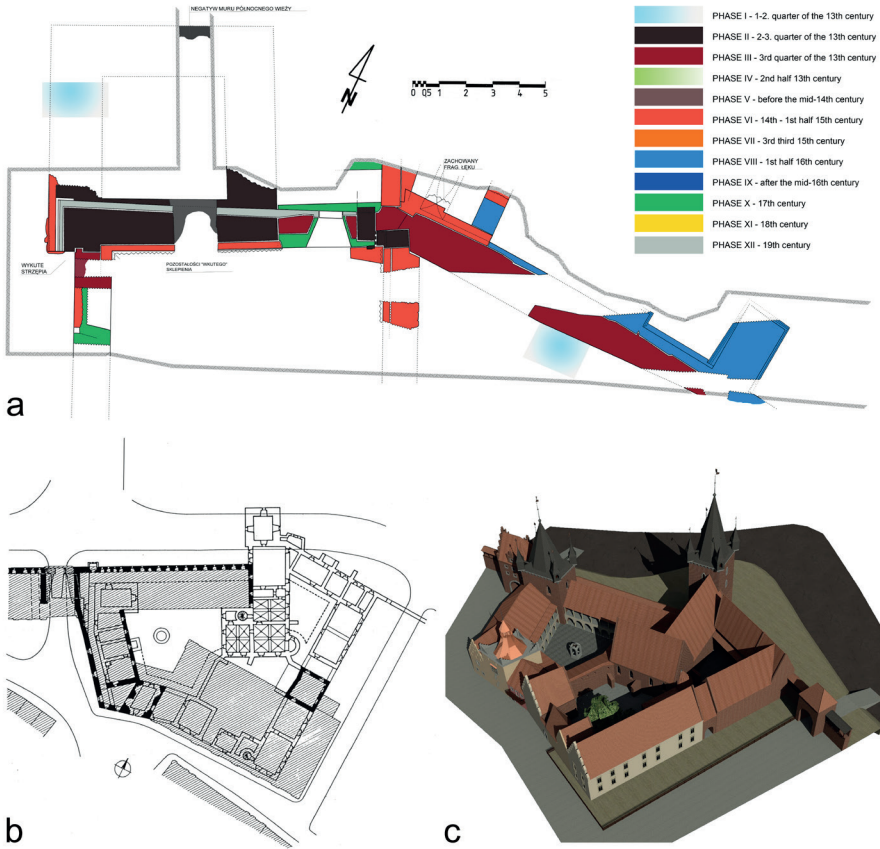 NEGATYW MURU PÓŁNOCNEGO WIEŻY
PHASE I - 1-2. quarter of the 13th century
PHASE II - 2-3. quarter of the 13th century
PHASE III - 3rd quarter of the 13th century
PHASE IV - 2nd half 13th century
PHASE V - before the mid-14th century
PHASE VI - 14th - 1st half 15th century
PHASE VII - 3rd third 15th century
PHASE VIII - 1st half 16th century
PHASE IX - after the mid-16th century
PHASE X - 17th century
PHASE XI - 18th century
PHASE XII - 19th century
N
0 0,5 1 2 3 4 5
ZACHOWANY
FRAG. ŁĘKU
WYKUTE
STRZĘPIA
POZOSTAŁOŚCI "WKUTEGO"
SKLEPIENIA
a
b
c